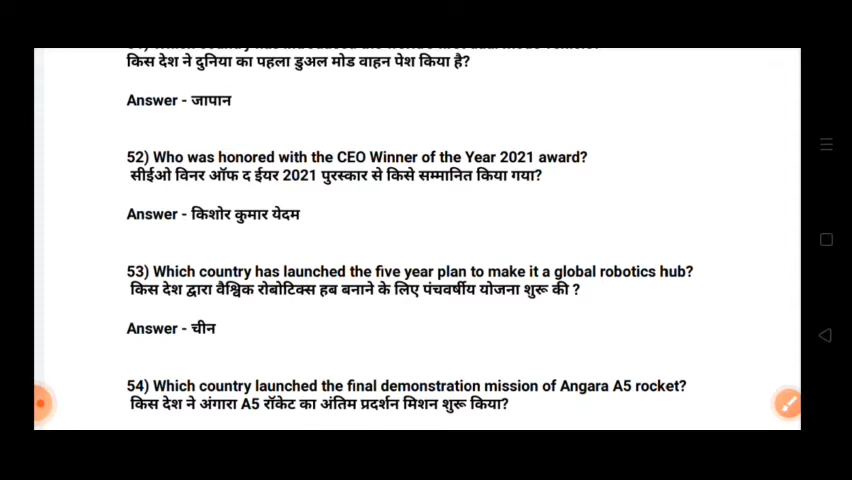 किस देश ने दुनिया का पहला डुअल मोड वाहन पेश किया है?
Answer - जापान
52) Who was honored with the CEO Winner of the Year 2021 award?
सीईओ विनर ऑफ द ईयर 2021 पुरस्कार से किसे सम्मानित किया गया?
Answer - किशोर कुमार येदम
53) Which country has launched the five year plan to make it a global robotics hub?
किस देश द्वारा वैश्विक रोबोटिक्स हब बनाने के लिए पंचवर्षीय योजना शुरू की ?
Answer - चीन
54) Which country launched the final demonstration mission of Angara A5 rocket?
किस देश ने अंगारा A5 रॉकेट का अंतिम प्रदर्शन मिशन शुरू किया?